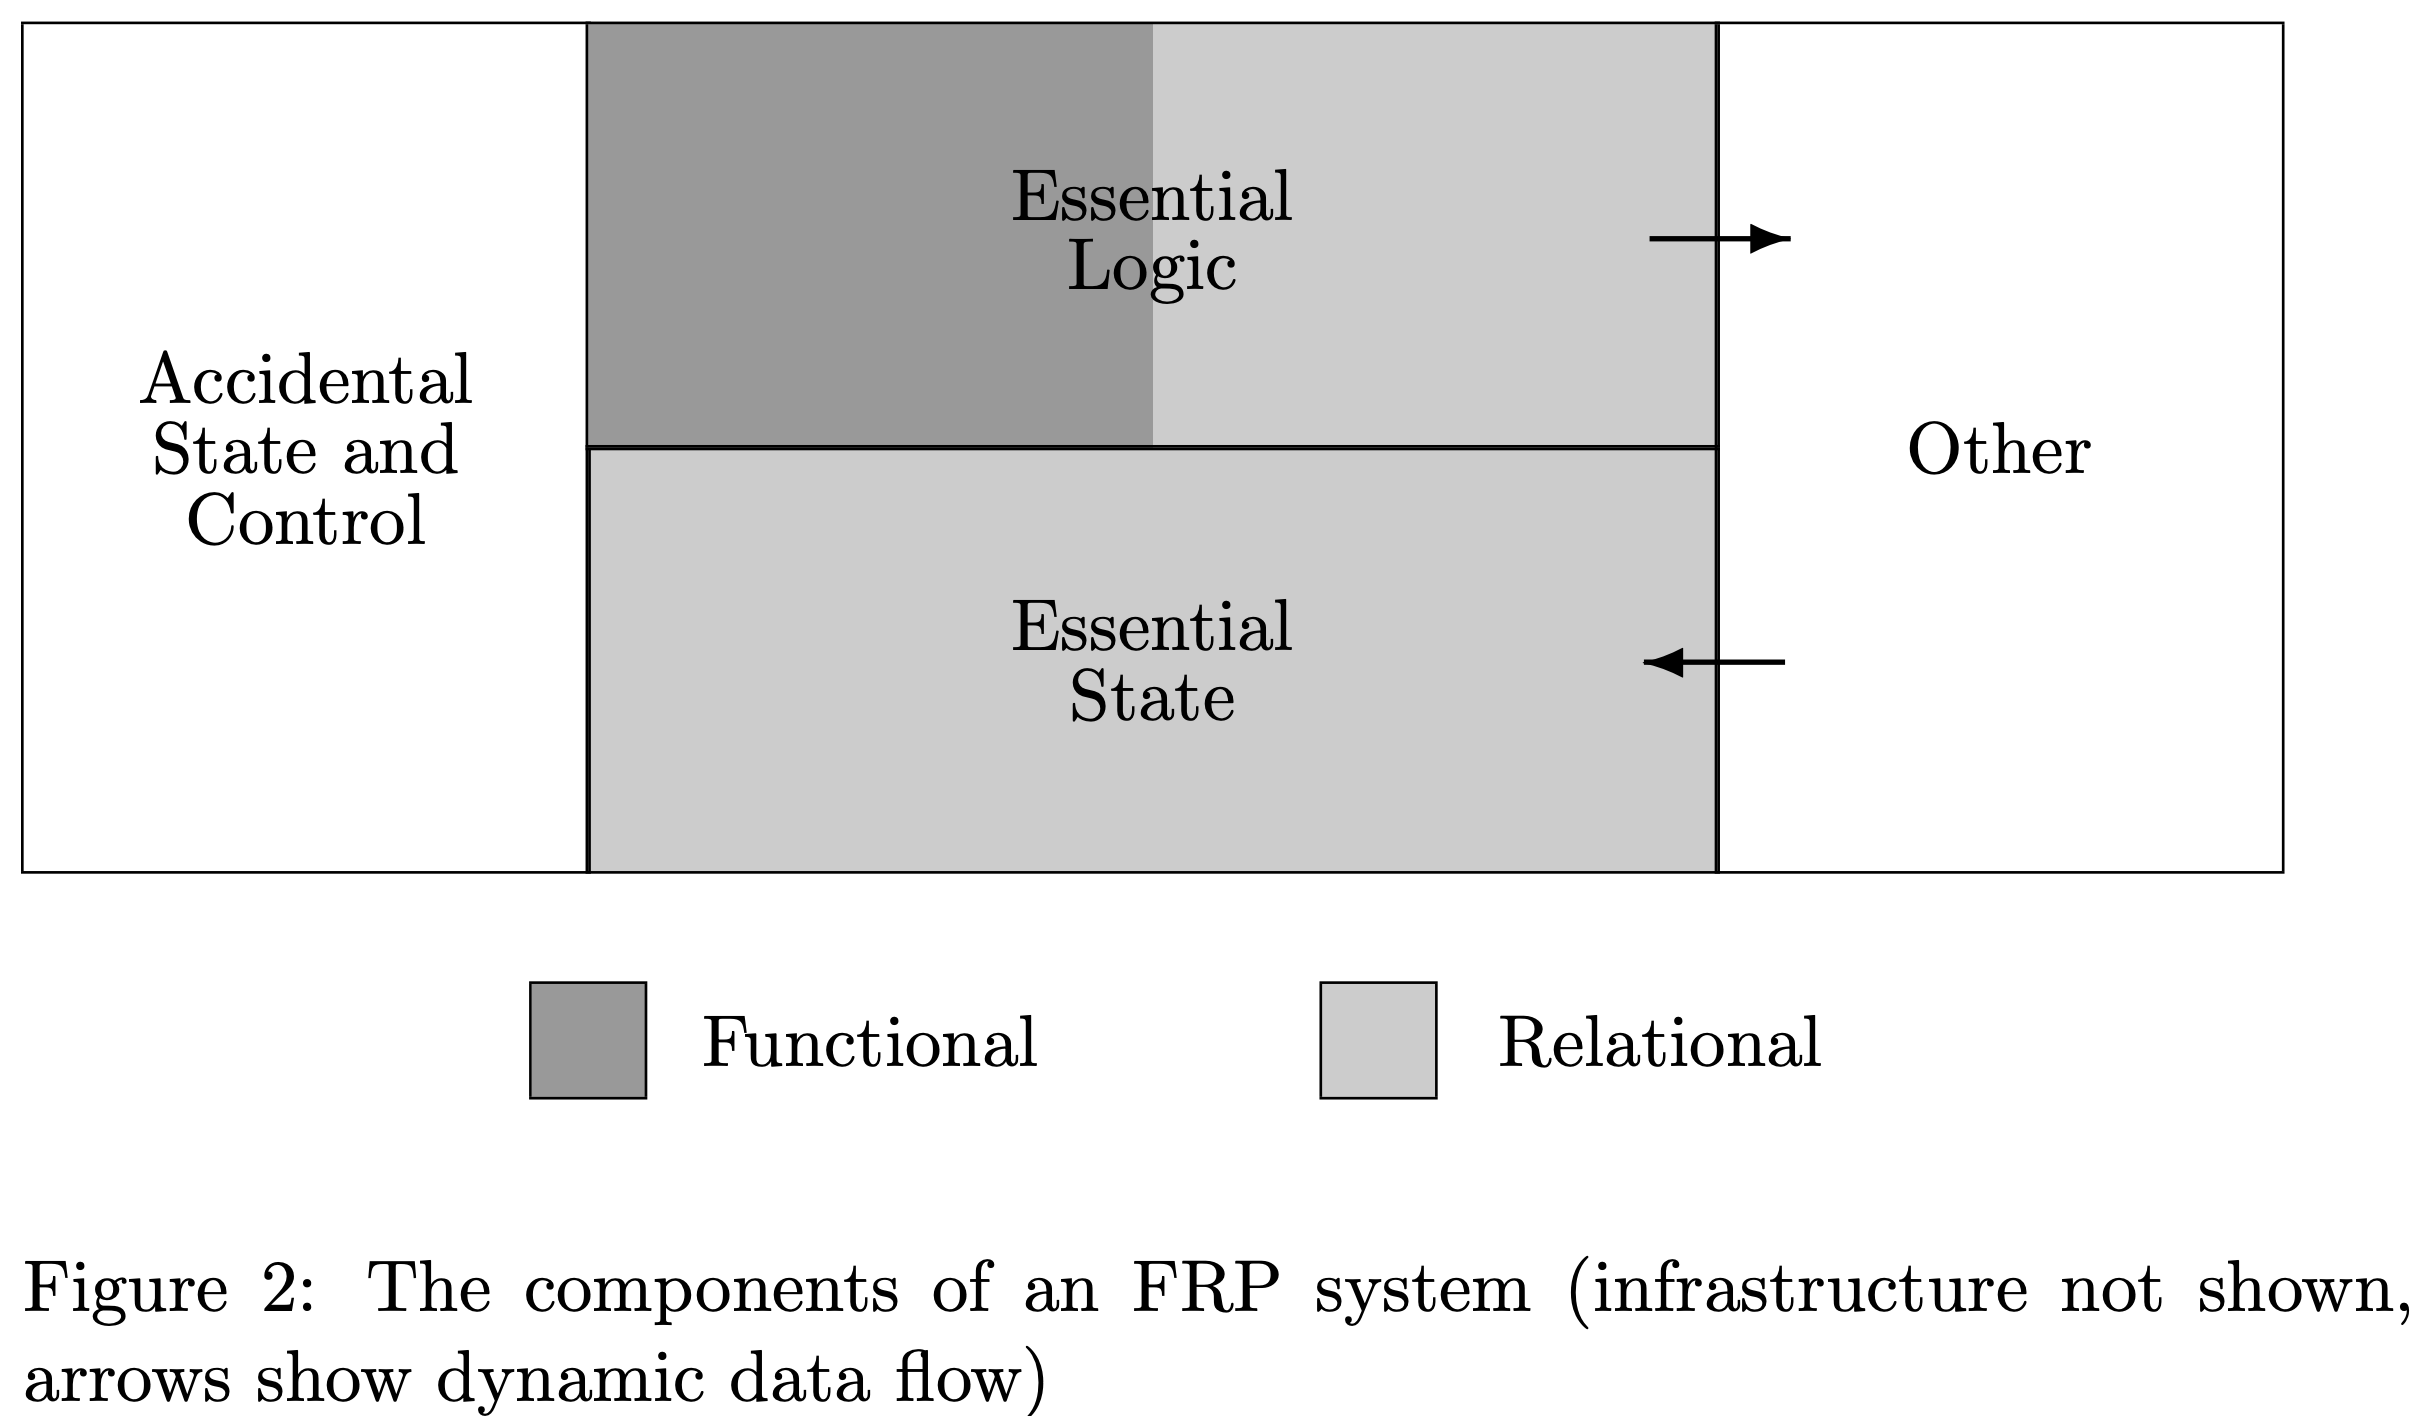 Essential
Logic
Accidental
State and
Control
Other
Essential
State
Functional
Relational
Figure 2: The components of an FRP system (infrastructure not shown,
arrows show dynamic data flow)